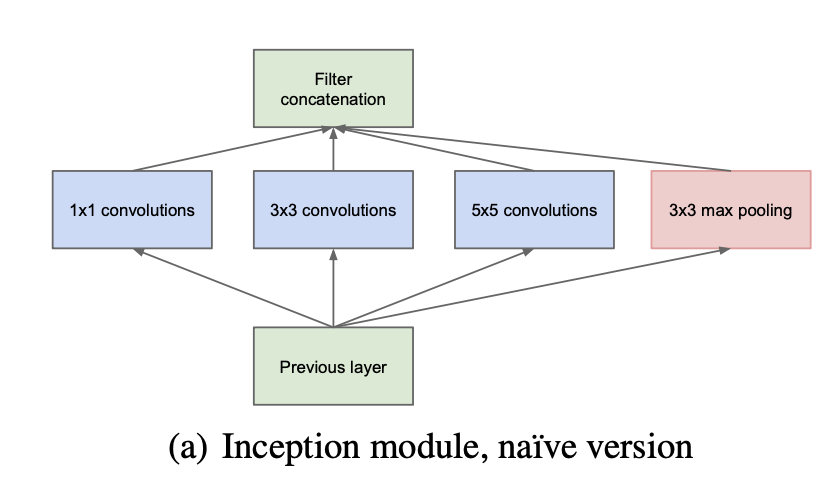 Filter
concatenation
1x1 convolutions
3x3 convolutions
5x5 convolutions
3x3 max pooling
Previous layer
(a) Inception module, naïve version